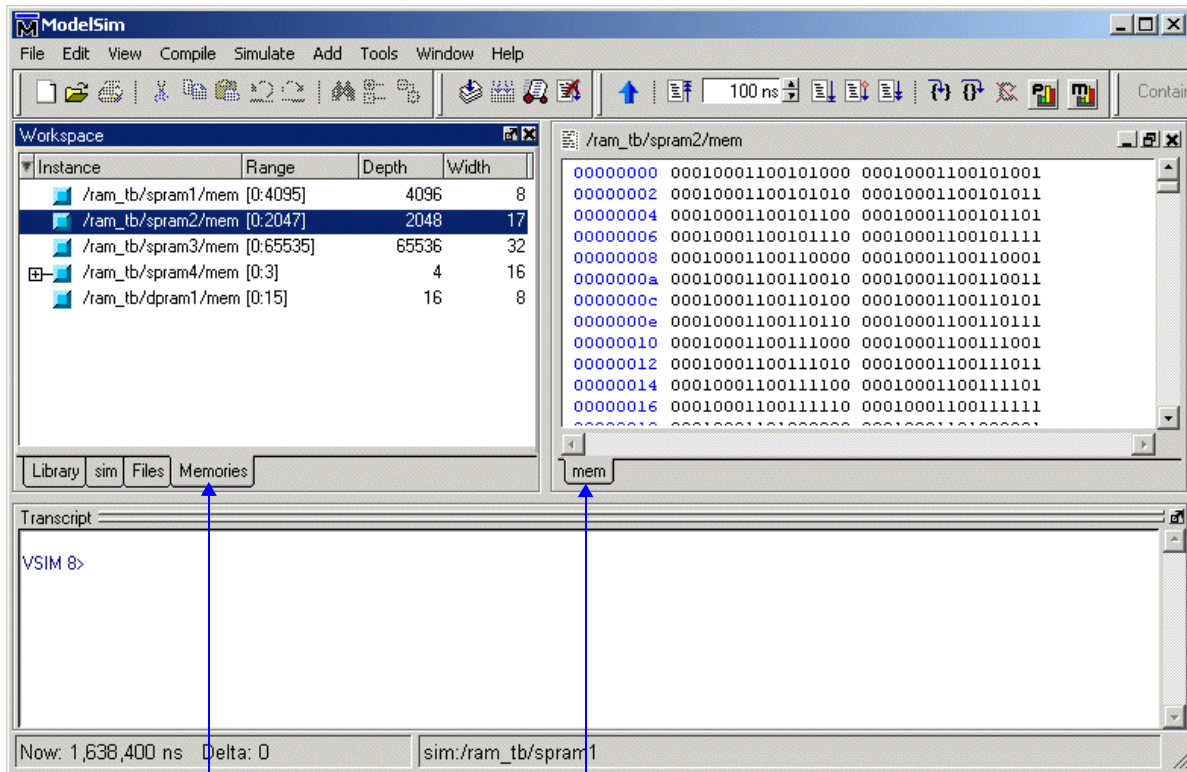 ModelSim
File Edit View Compile Simulate Add Tools Window Help
100 ns
Contai
Workspace
Instance Range Depth Width
/ram_tb/spram1/mem [0:4095] 4096 8
/ram_tb/spram2/mem [0:2047] 2048 17
/ram_tb/spram3/mem [0:65535] 65536 32
/ram_tb/spram4/mem [0:3] 4 16
/ram_tb/dpram1/mem [0:15] 16 8
Library sim Files Memories
/ram_tb/spram2/mem
00000000 00010001100101000 00010001100101001
00000002 00010001100101010 00010001100101011
00000004 00010001100101100 00010001100101101
00000006 00010001100101110 00010001100101111
00000008 00010001100110000 00010001100110001
0000000a 00010001100110010 00010001100110011
0000000c 00010001100110100 00010001100110101
0000000e 00010001100110110 00010001100110111
00000010 00010001100111000 00010001100111001
00000012 00010001100111010 00010001100111011
00000014 00010001100111100 00010001100111101
00000016 00010001100111110 00010001100111111
mem
Transcript
VSIM 8>
Now: 1,638,400 ns Delta: 0
sim:/ram_tb/spram1